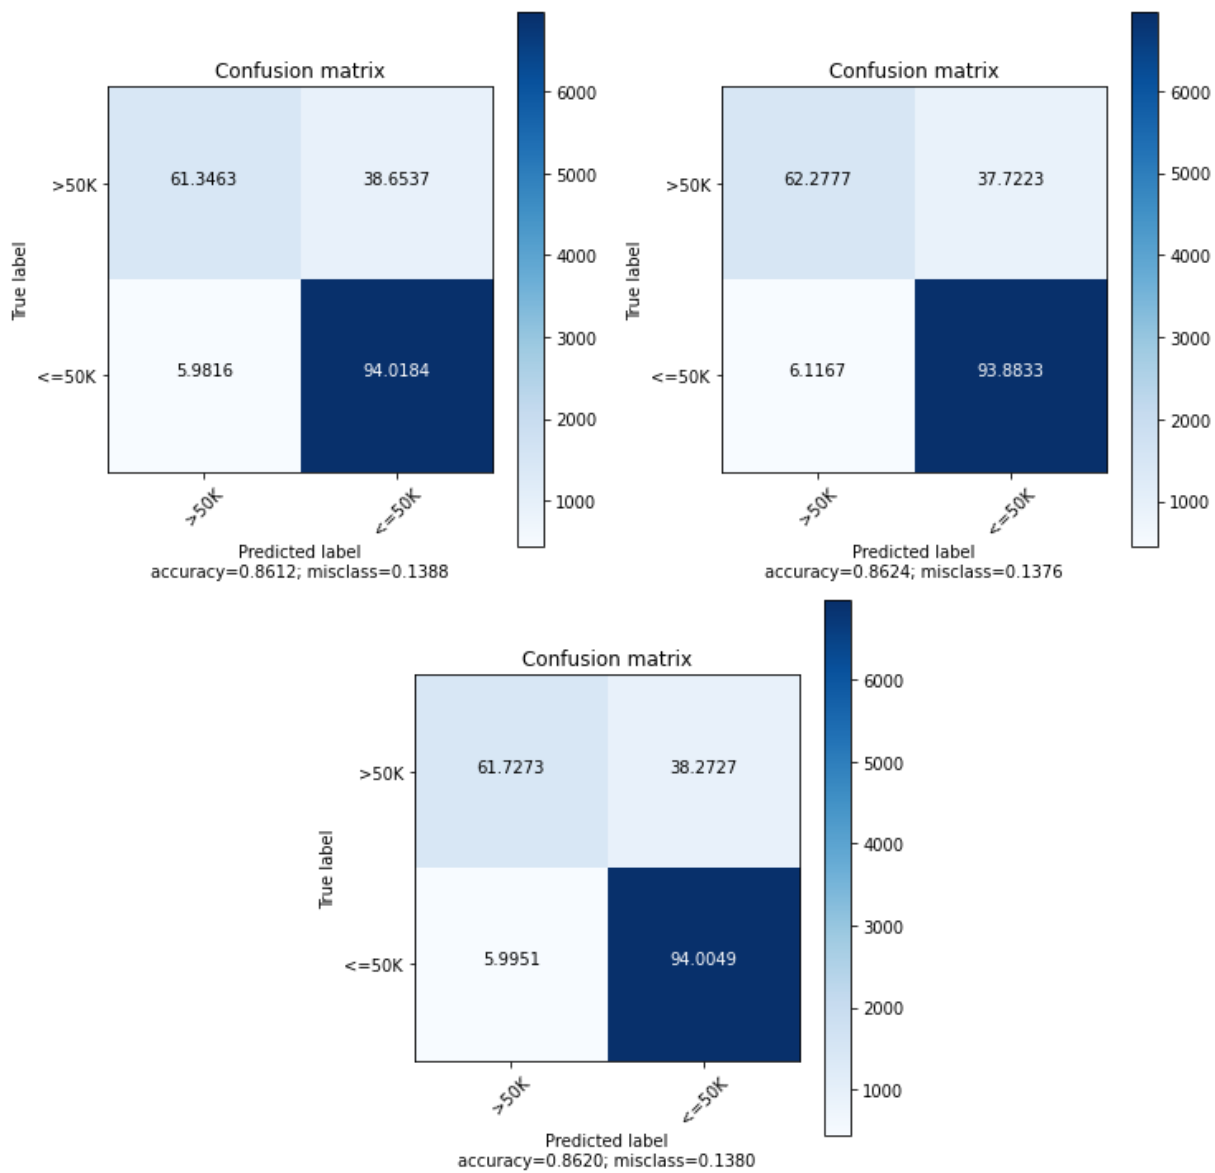 Confusion matrix
>50K
<=50K
True label
61.3463 38.6537
5.9816 94.0184
>50K <=50K
Predicted label
accuracy=0.8612; misclass=0.1388
6000
5000
4000
3000
2000
1000
Confusion matrix
>50K
<=50K
True label
62.2777 37.7223
6.1167 93.8833
>50K <=50K
Predicted label
accuracy=0.8624; misclass=0.1376
6000
5000
4000
3000
2000
1000
Confusion matrix
>50K
<=50K
True label
61.7273 38.2727
5.9951 94.0049
>50K <=50K
Predicted label
accuracy=0.8620; misclass=0.1380
6000
5000
4000
3000
2000
1000